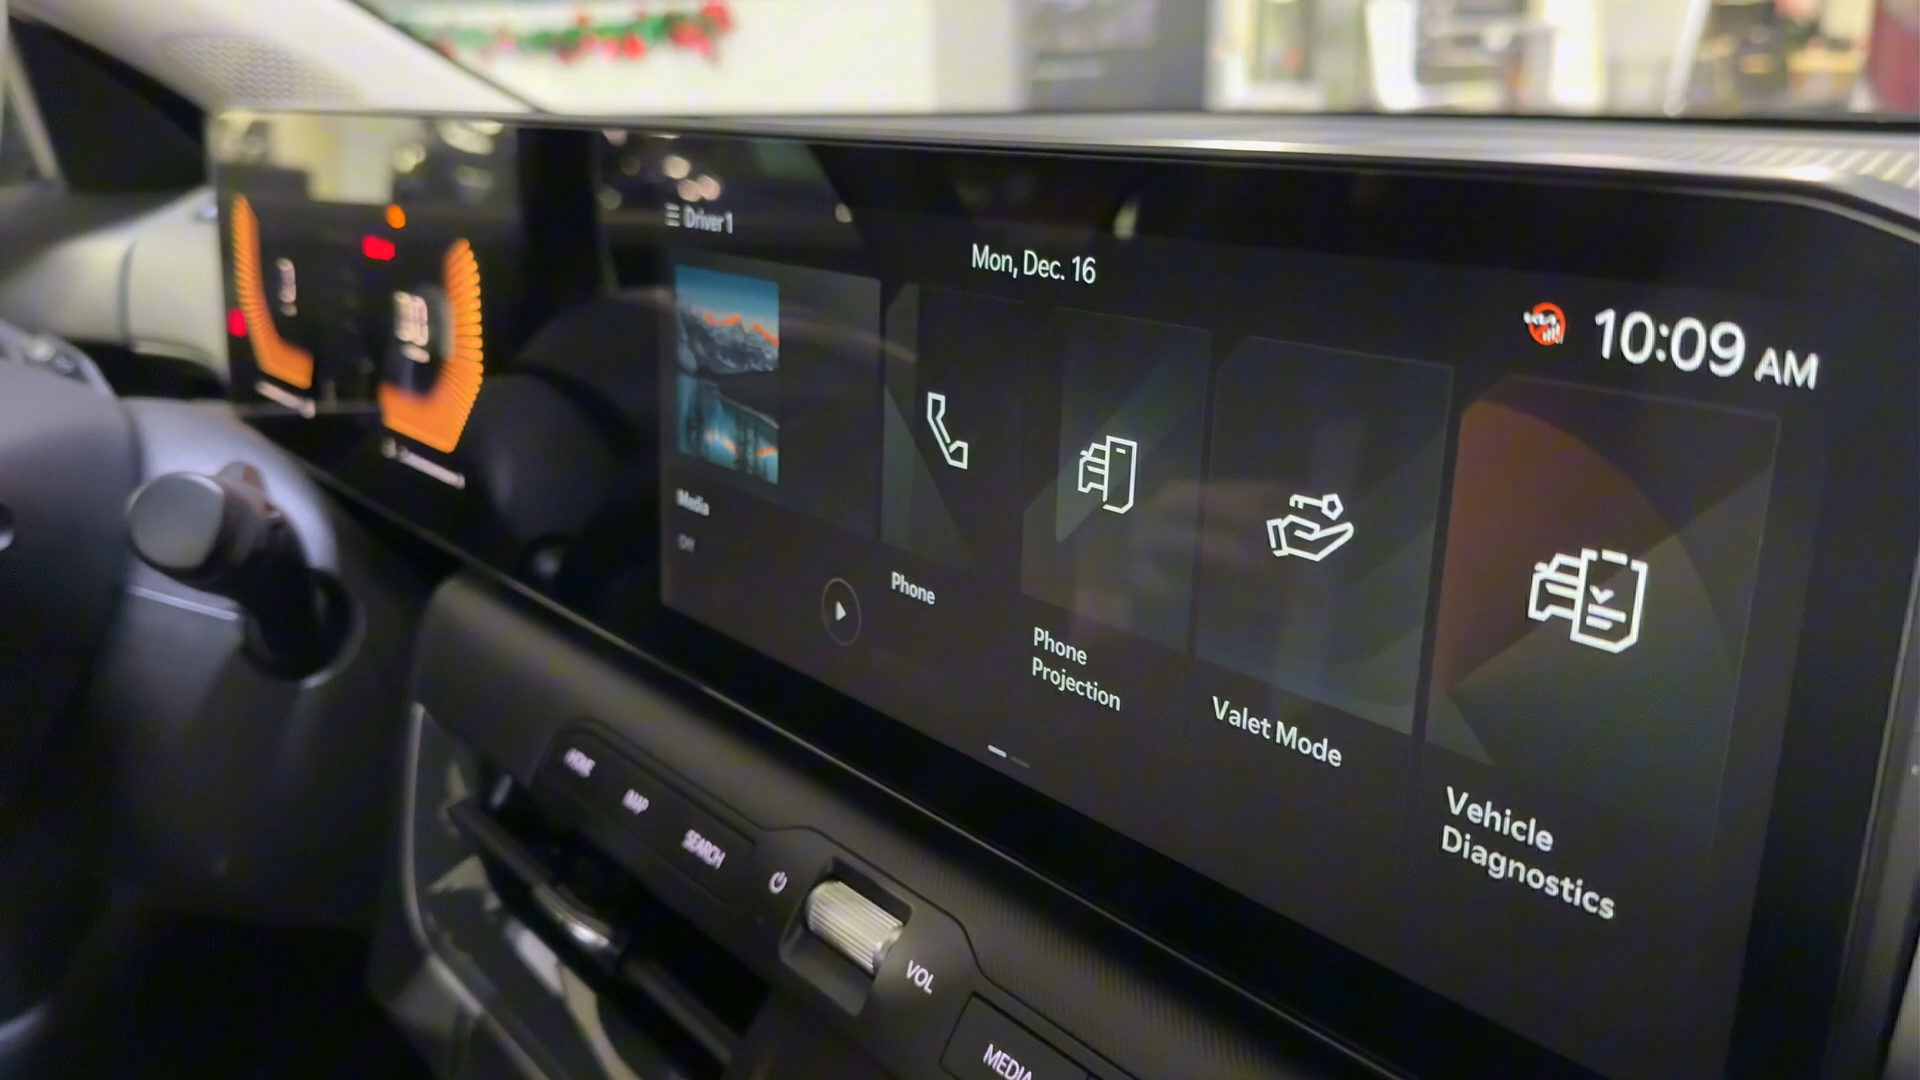 Driver 1
Mon, Dec. 16
10:09 AM
Media
Off
Phone
Phone
Projection
Valet Mode
Vehicle
Diagnostics
HOME
MAP
SEARCH
VOL
MEDIA